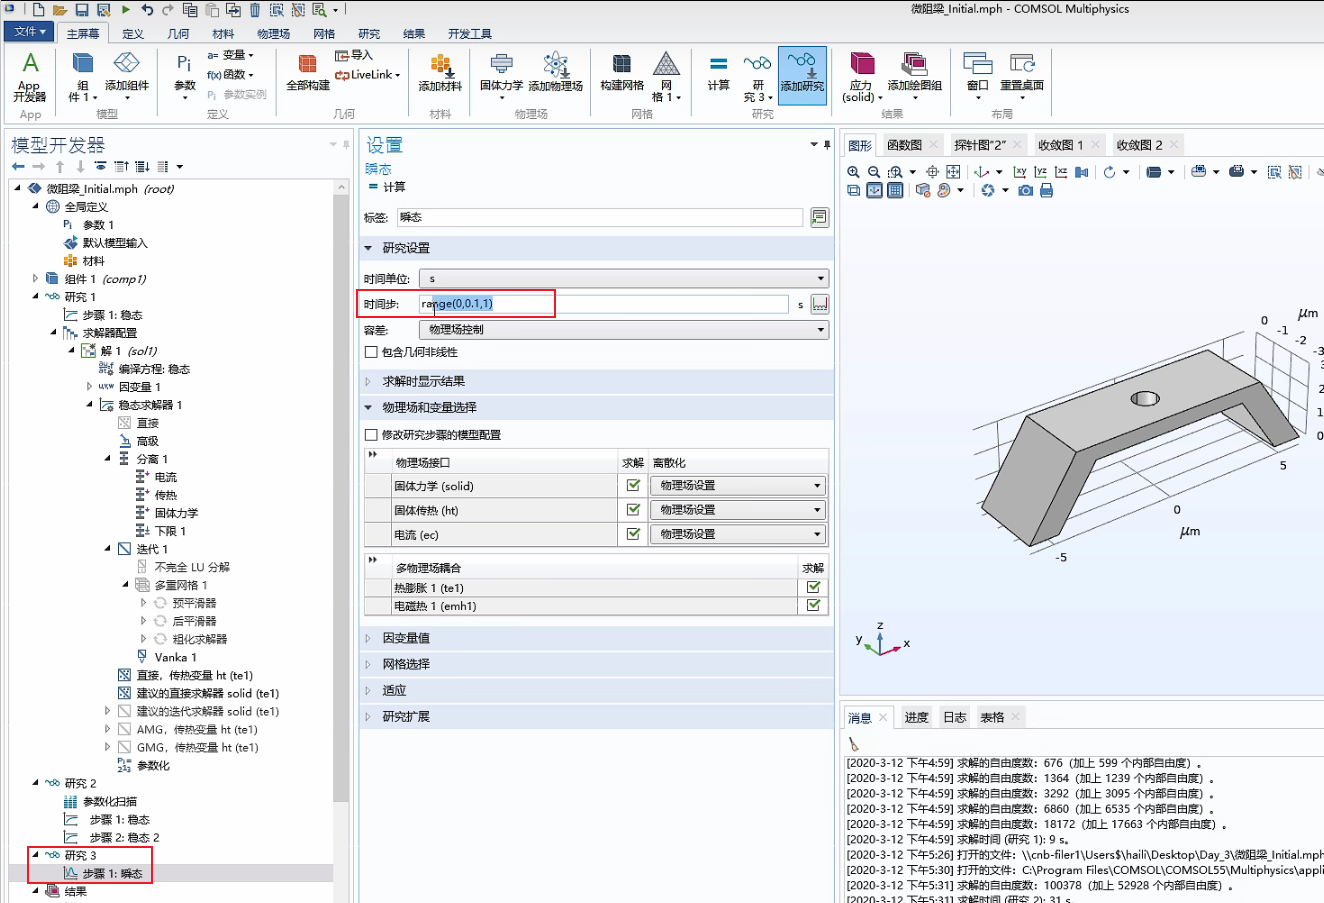 微阻梁_Initial.mph - COMSOL Multiphysics
文件 主屏幕 定义 几何 材料 物理场 网格 研究 结果 开发工具
A
App 开发器
App
组件 1
添加组件
模型
Pi
参数
a= 变量
f(x) 函数
Pi 参数实例
定义
全部构建
导入
LiveLink
几何
添加材料
材料
固体力学
添加物理场
物理场
构建网格
网格 1
网格
计算
研究 3
添加研究
研究
应力 (solid)
添加绘图组
结果
窗口
重置桌面
布局
模型开发器
微阻梁_Initial.mph (root)
全局定义
Pi 参数 1
默认模型输入
材料
组件 1 (comp1)
研究 1
步骤 1: 稳态
求解器配置
解 1 (sol1)
编译方程: 稳态
因变量 1
稳态求解器 1
直接
高级
分离 1
电流
传热
固体力学
下限 1
迭代 1
不完全 LU 分解
多重网格 1
预平滑器
后平滑器
粗化求解器
Vanka 1
直接，传热变量 ht (te1)
建议的直接求解器 solid (te1)
建议的迭代求解器 solid (te1)
AMG，传热变量 ht (te1)
GMG，传热变量 ht (te1)
参数化
研究 2
参数化扫描
步骤 1: 稳态
步骤 2: 稳态 2
研究 3
步骤 1: 瞬态
结果
设置
瞬态
= 计算
标签: 瞬态
研究设置
时间单位: s
时间步: range(0,0.1,1) s
容差: 物理场控制
包含几何非线性
求解时显示结果
物理场和变量选择
修改研究步骤的模型配置
物理场接口 求解 离散化
固体力学 (solid) 物理场设置
固体传热 (ht) 物理场设置
电流 (ec) 物理场设置
多物理场耦合 求解
热膨胀 1 (te1)
电磁热 1 (emh1)
因变量值
网格选择
适应
研究扩展
图形 函数图 探针图“2” 收敛图 1 收敛图 2
xy yz xz
0 μm
-1
-2
-3
5
0
μm
-5
z
y x
消息 进度 日志 表格
[2020-3-12 下午4:59] 求解的自由度数：676（加上 599 个内部自由度）。
[2020-3-12 下午4:59] 求解的自由度数：1364（加上 1239 个内部自由度）。
[2020-3-12 下午4:59] 求解的自由度数：3292（加上 3095 个内部自由度）。
[2020-3-12 下午4:59] 求解的自由度数：6860（加上 6535 个内部自由度）。
[2020-3-12 下午4:59] 求解的自由度数：18172（加上 17663 个内部自由度）。
[2020-3-12 下午4:59] 求解时间 (研究 1): 9 s。
[2020-3-12 下午5:26] 打开的文件：\\cnb-filer1\Users$\haili\Desktop\Day_3\微阻梁_Initial.mph
[2020-3-12 下午5:30] 打开的文件：C:\Program Files\COMSOL\COMSOL55\Multiphysics\appli
[2020-3-12 下午5:31] 求解的自由度数：100378（加上 52928 个内部自由度）。
[2020-3-12 下午5:31] 求解时间 (研究 2): 31 s。